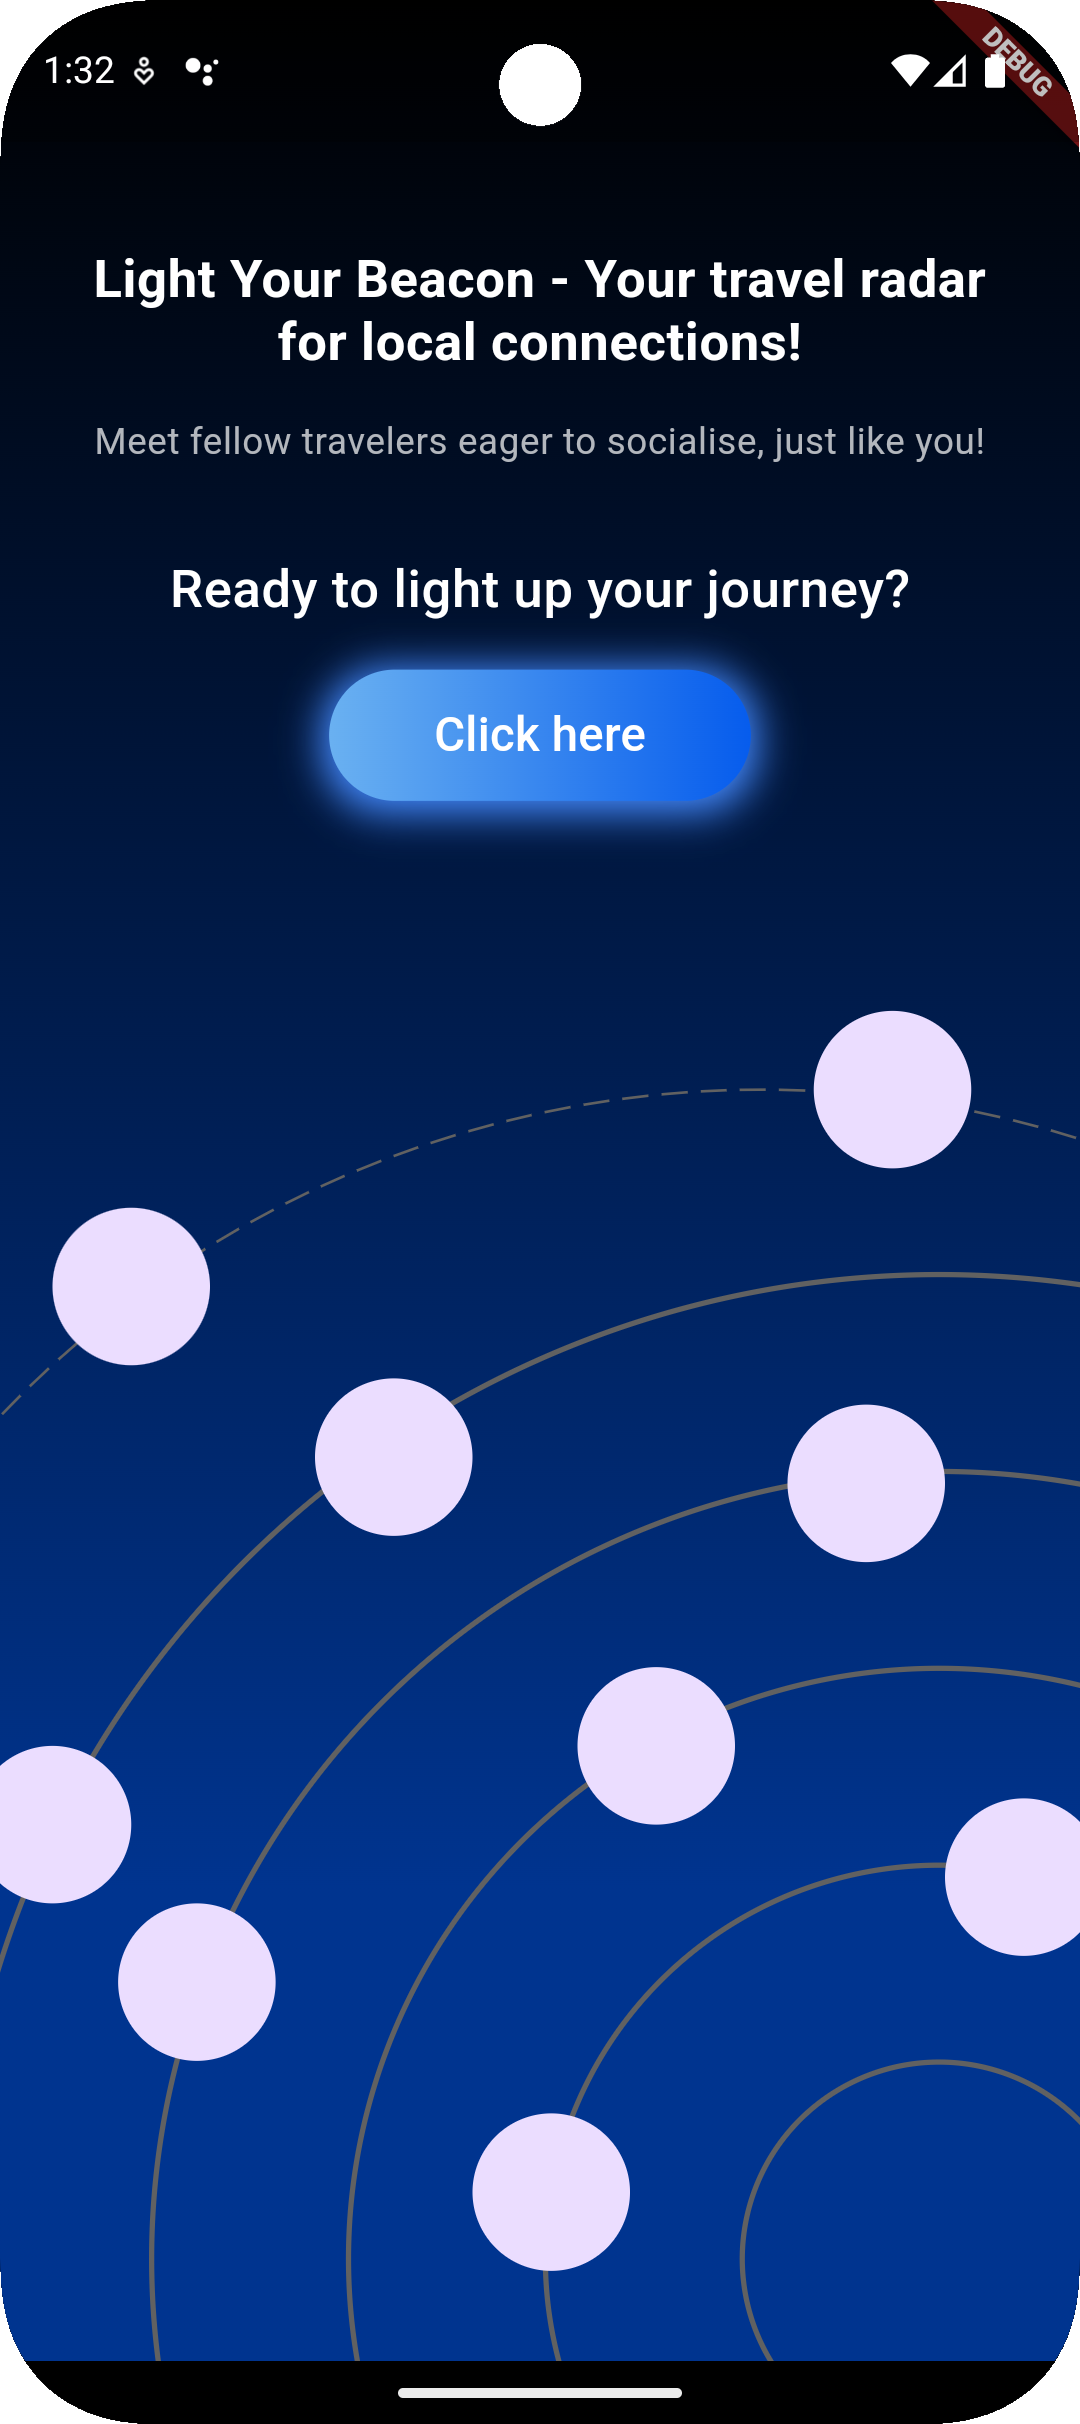 1:32
DEBUG
Light Your Beacon - Your travel radar
for local connections!
Meet fellow travelers eager to socialise, just like you!
Ready to light up your journey?
Click here